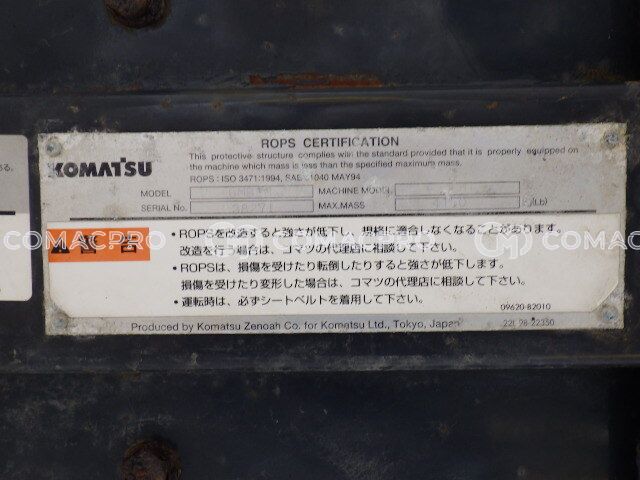 ROPS CERTIFICATION
This protective structure complies with the standard provided that it is properly equipped on
the machine which mass is less than the specified maximum mass.
KOMATSU
ROPS : ISO 3471:1994, SAE J1040 MAY94
MODEL
MACHINE MODEL
SERIAL No.
MAX.MASS
(Lb)
警告
・ROPSを改造すると強さが低下し、規格に適合しなくなることがあります。
改造を行う場合は、コマツの代理店に相談して下さい。
・ROPSは、損傷を受けたり転倒したりすると強さが低下します。
損傷を受けたり変形した場合は、コマツの代理店に相談して下さい。
・運転時は、必ずシートベルトを着用して下さい。
09620-B2010
Produced by Komatsu Zenoah Co. for Komatsu Ltd., Tokyo, Japan
COMACPRO
COMACPRO